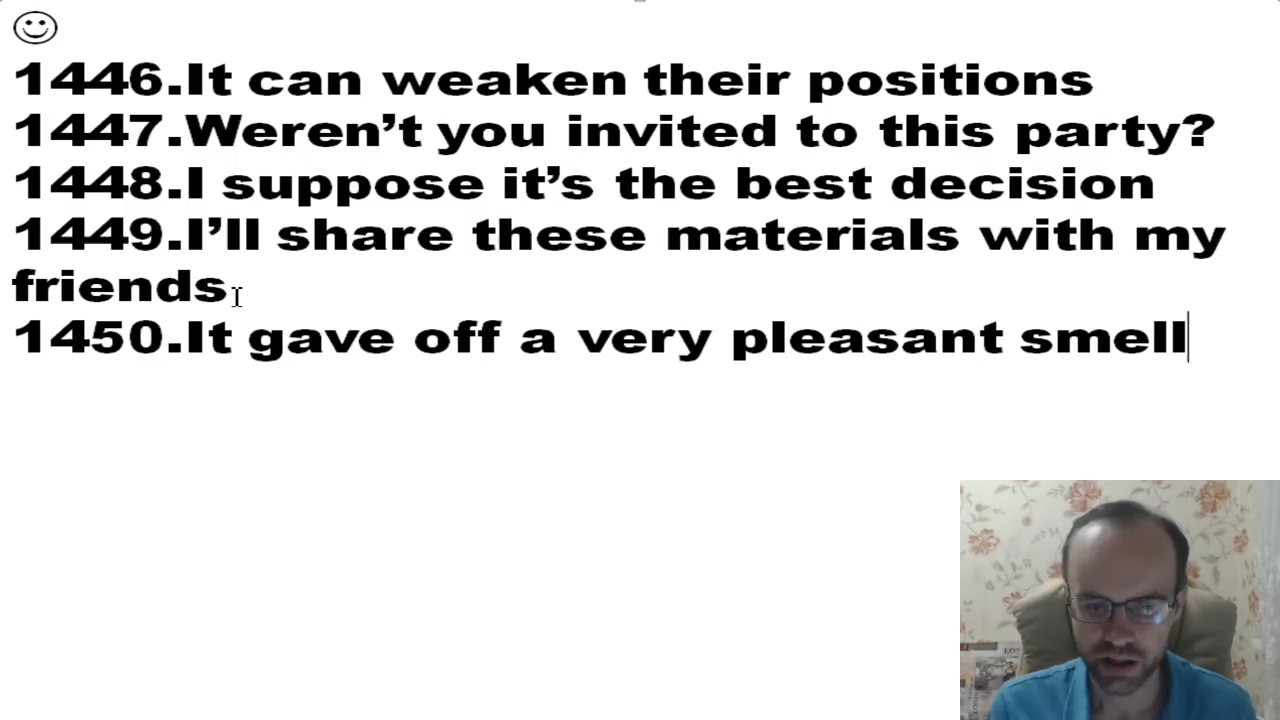 1446.It can weaken their positions
1447.Weren’t you invited to this party?
1448.I suppose it’s the best decision
1449.I’ll share these materials with my
friends
1450.It gave off a very pleasant smell